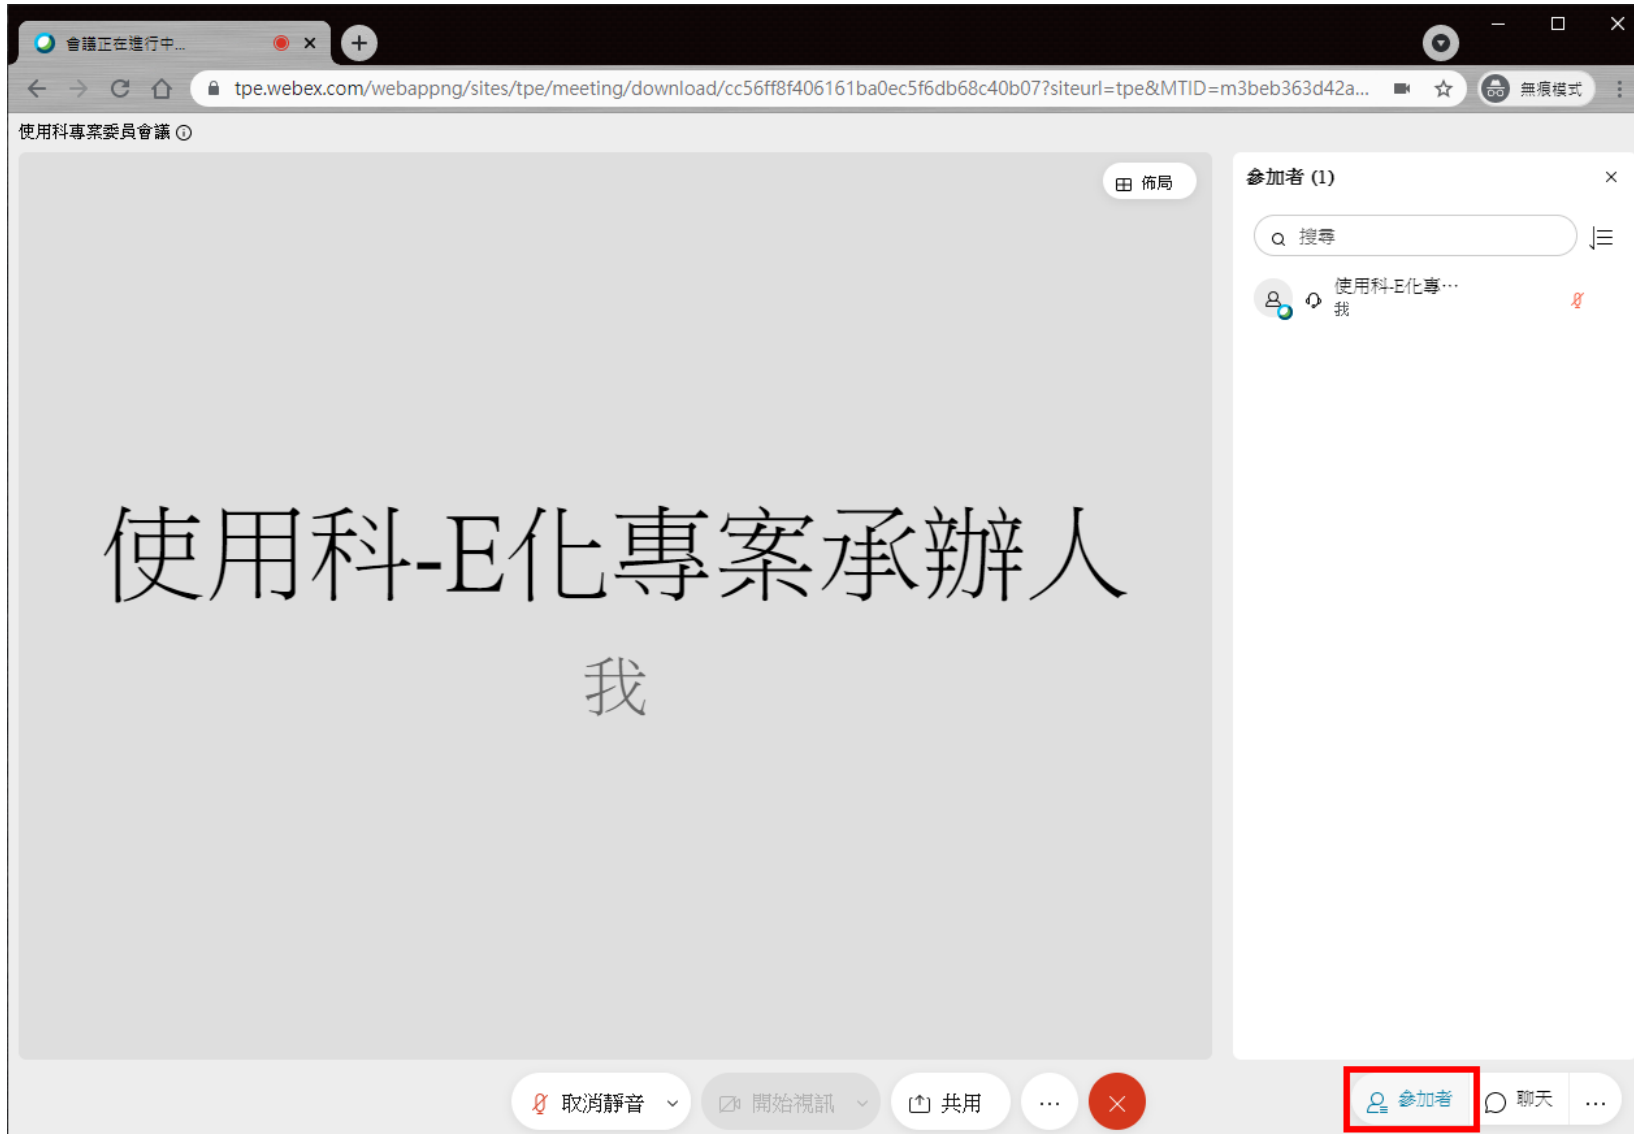 會議正在進行中...
tpe.webex.com/webappng/sites/tpe/meeting/download/cc56ff8f406161ba0ec5f6db68c40b07?siteurl=tpe&MTID=m3beb363d42a...
無痕模式
使用科專案委員會議
佈局
參加者 (1)
搜尋
使用科-E化專…
我
使用科-E化專案承辦人
我
取消靜音
開始視訊
共用
參加者
聊天